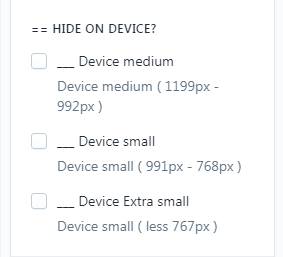 == HIDE ON DEVICE?
___ Device medium
Device medium ( 1199px -
992px )
___ Device small
Device small ( 991px - 768px )
___ Device Extra small
Device small ( less 767px )